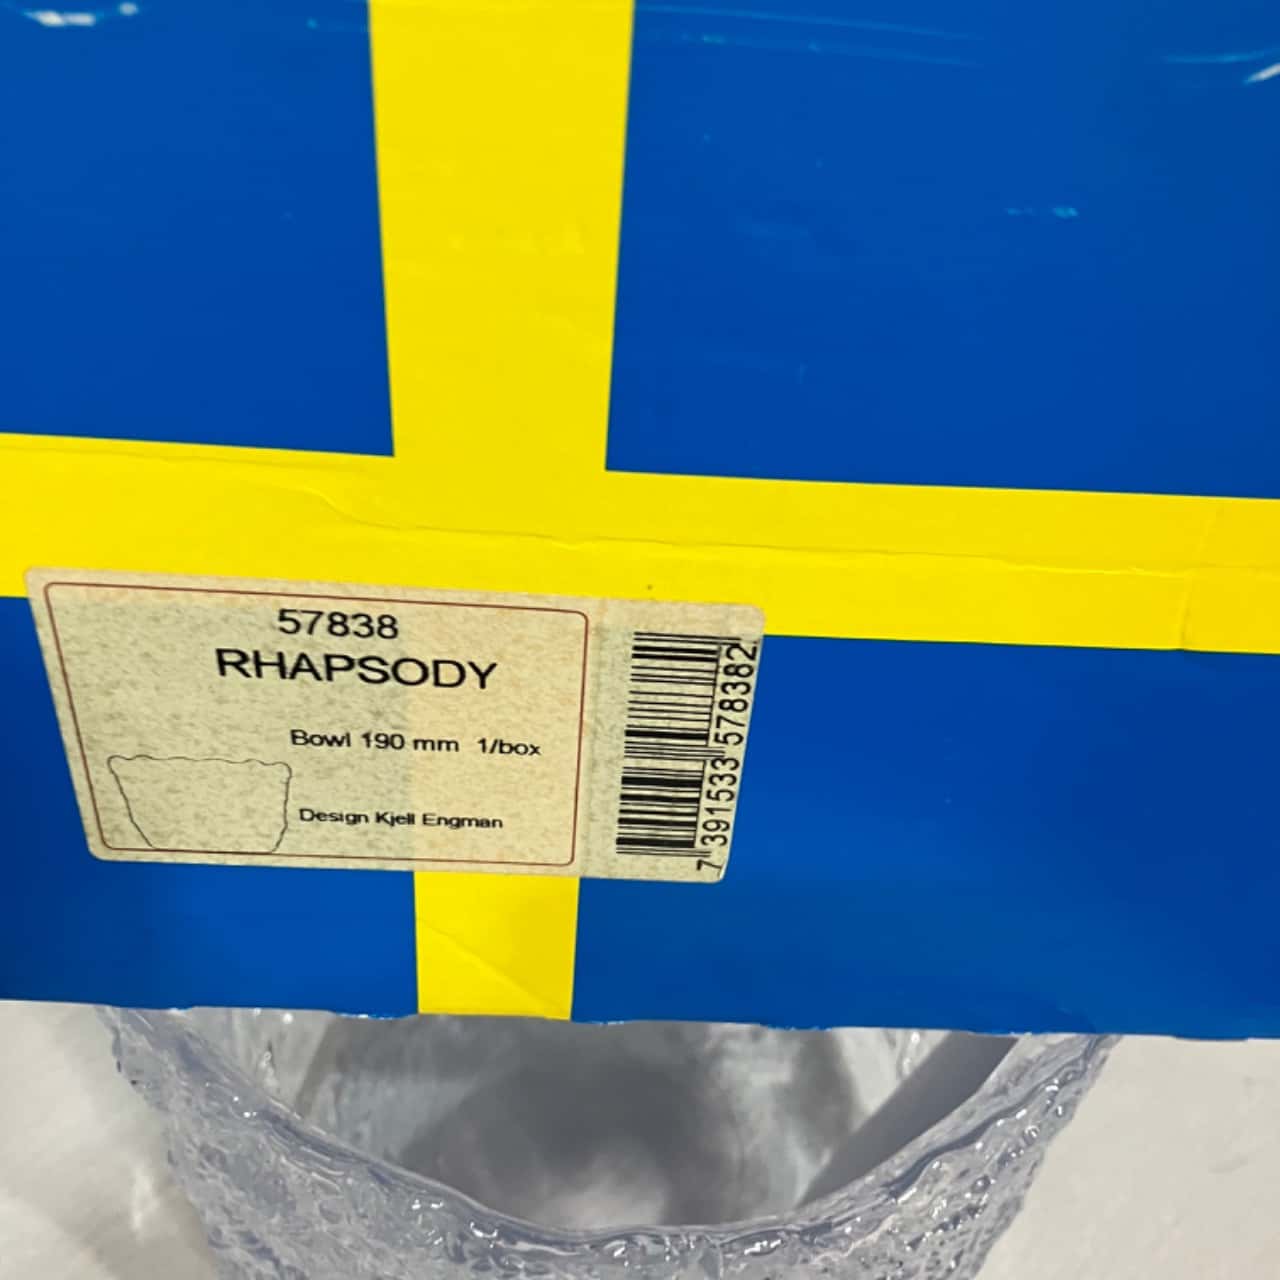 57838
RHAPSODY
Bowl 190 mm 1/box
Design Kjell Engman
7 391533 578382